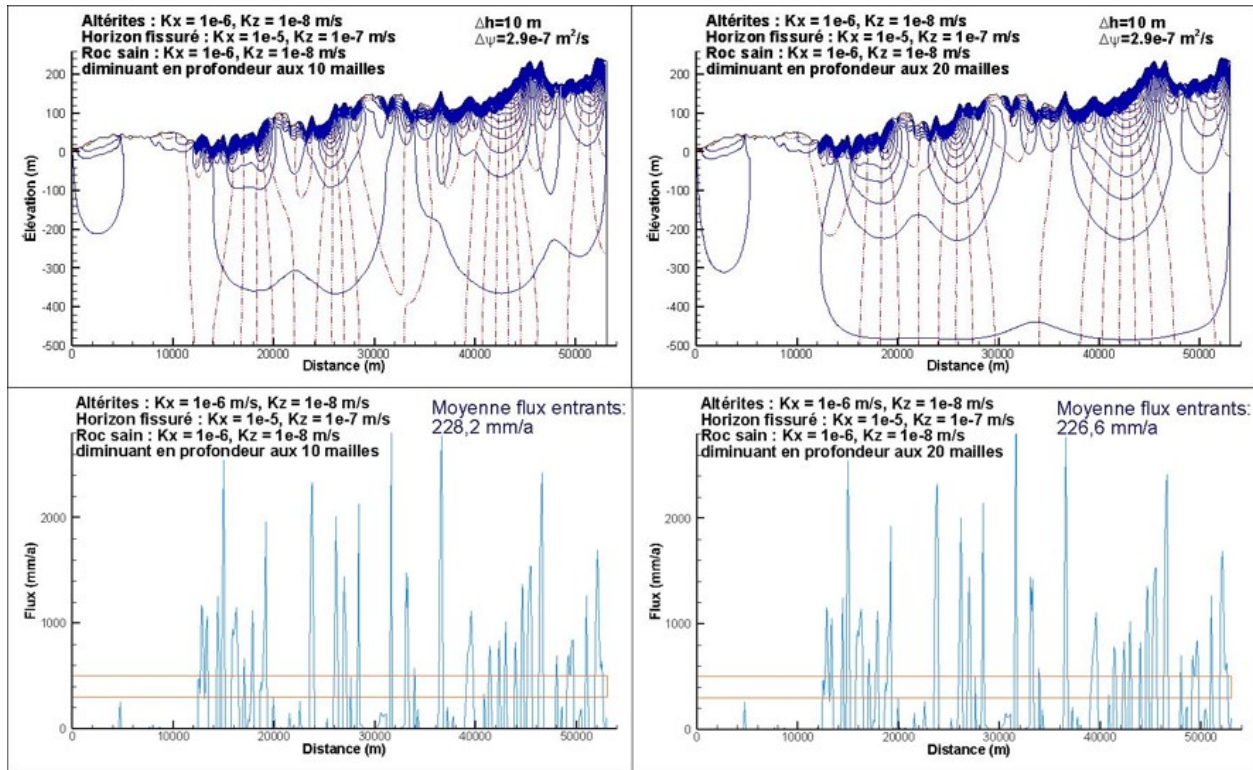 Altérites : Kx = 1e-6, Kz = 1e-8 m/s
Horizon fissuré : Kx = 1e-5, Kz = 1e-7 m/s
Roc sain : Kx = 1e-6, Kz = 1e-8 m/s
diminuant en profondeur aux 10 mailles
Δh=10 m
Δψ=2.9e-7 m²/s
200
100
0
-100
-200
-300
-400
-500
Élévation (m)
0 10000 20000 30000 40000 50000
Distance (m)
Altérites : Kx = 1e-6, Kz = 1e-8 m/s
Horizon fissuré : Kx = 1e-5, Kz = 1e-7 m/s
Roc sain : Kx = 1e-6, Kz = 1e-8 m/s
diminuant en profondeur aux 20 mailles
Δh=10 m
Δψ=2.9e-7 m²/s
200
100
0
-100
-200
-300
-400
-500
Élévation (m)
0 10000 20000 30000 40000 50000
Distance (m)
Altérites : Kx = 1e-6 m/s, Kz = 1e-8 m/s
Horizon fissuré : Kx = 1e-5, Kz = 1e-7 m/s
Roc sain : Kx = 1e-6, Kz = 1e-8 m/s
diminuant en profondeur aux 10 mailles
Moyenne flux entrants:
228,2 mm/a
2000
1000
0
Flux (mm/a)
0 10000 20000 30000 40000 50000
Distance (m)
Altérites : Kx = 1e-6 m/s, Kz = 1e-8 m/s
Horizon fissuré : Kx = 1e-5, Kz = 1e-7 m/s
Roc sain : Kx = 1e-6, Kz = 1e-8 m/s
diminuant en profondeur aux 20 mailles
Moyenne flux entrants:
226,6 mm/a
2000
1000
0
Flux (mm/a)
0 10000 20000 30000 40000 50000
Distance (m)